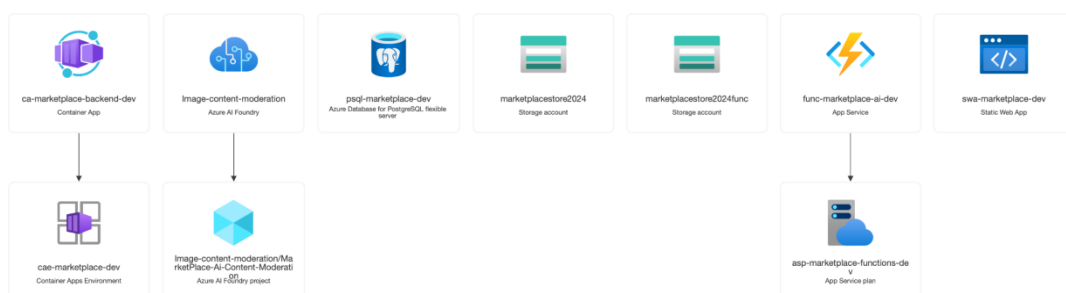 ca-marketplace-backend-dev
Container App
Image-content-moderation
Azure AI Foundry
psql-marketplace-dev
Azure Database for PostgreSQL flexible
server
marketplacestore2024
Storage account
marketplacestore2024func
Storage account
func-marketplace-ai-dev
App Service
swa-marketplace-dev
Static Web App
cae-marketplace-dev
Container Apps Environment
Image-content-moderation/Ma
rketPlace-Ai-Content-Moderati
on
Azure AI Foundry project
asp-marketplace-functions-de
v
App Service plan